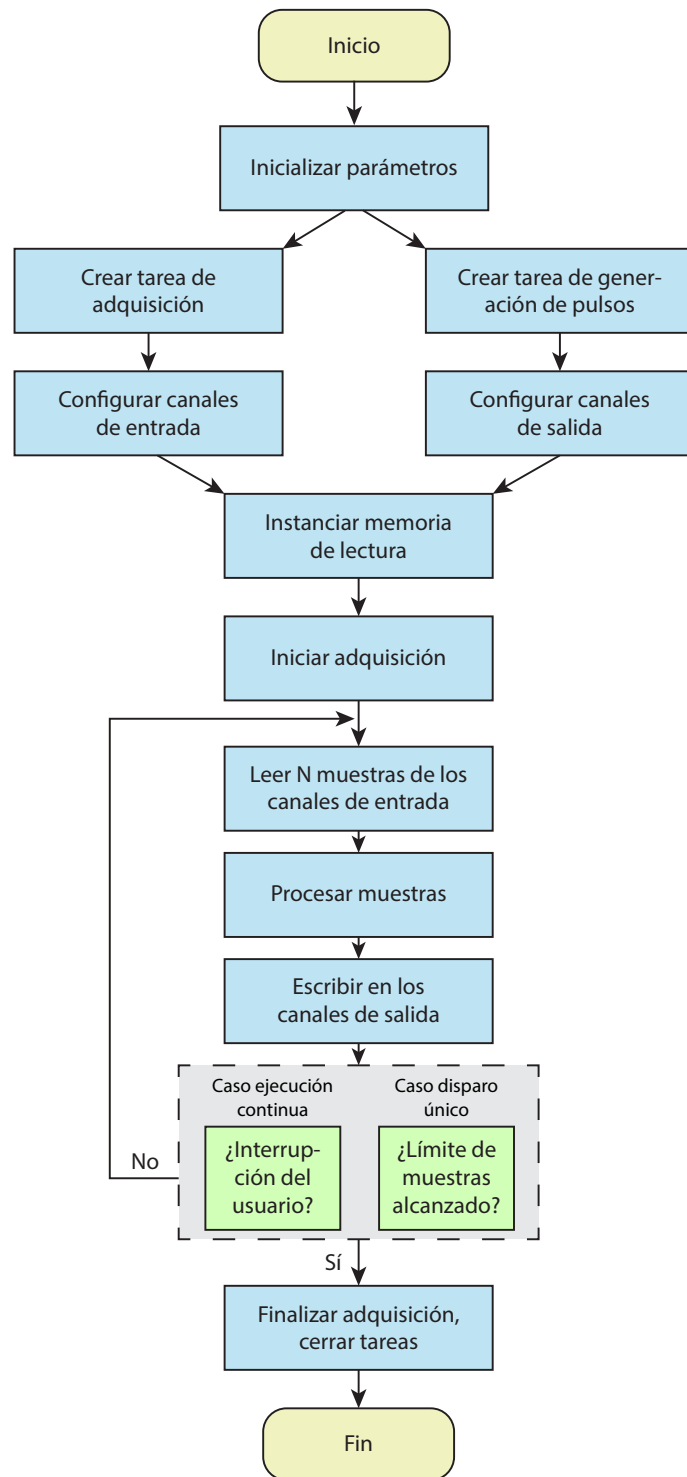 Inicio
Inicializar parámetros
Crear tarea de
adquisición
Crear tarea de gener-
ación de pulsos
Configurar canales
de entrada
Configurar canales
de salida
Instanciar memoria
de lectura
Iniciar adquisición
Leer N muestras de los
canales de entrada
Procesar muestras
Escribir en los
canales de salida
Caso ejecución
continua
Caso disparo
único
¿Interrup-
ción del
usuario?
¿Límite de
muestras
alcanzado?
No
Sí
Finalizar adquisición,
cerrar tareas
Fin